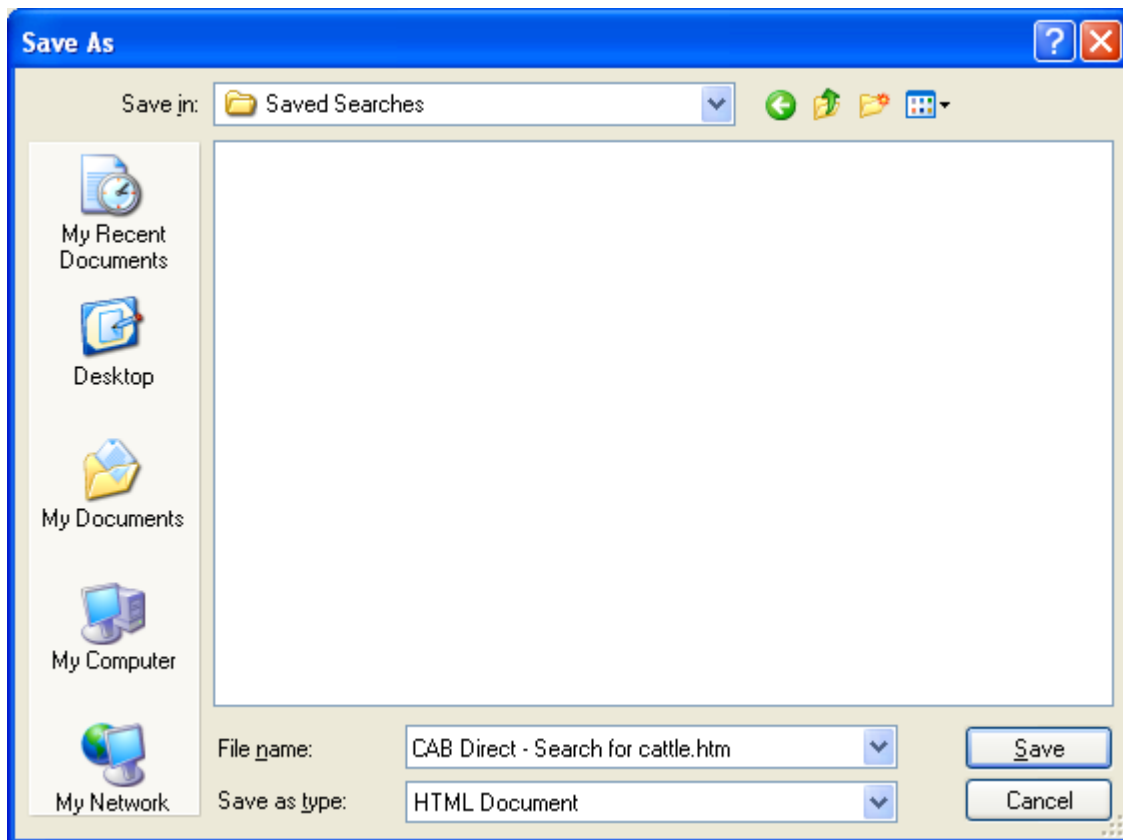 Save As
Save in:
Saved Searches
My Recent
Documents
Desktop
My Documents
My Computer
My Network
File name:
CAB Direct - Search for cattle.htm
Save
Save as type:
HTML Document
Cancel